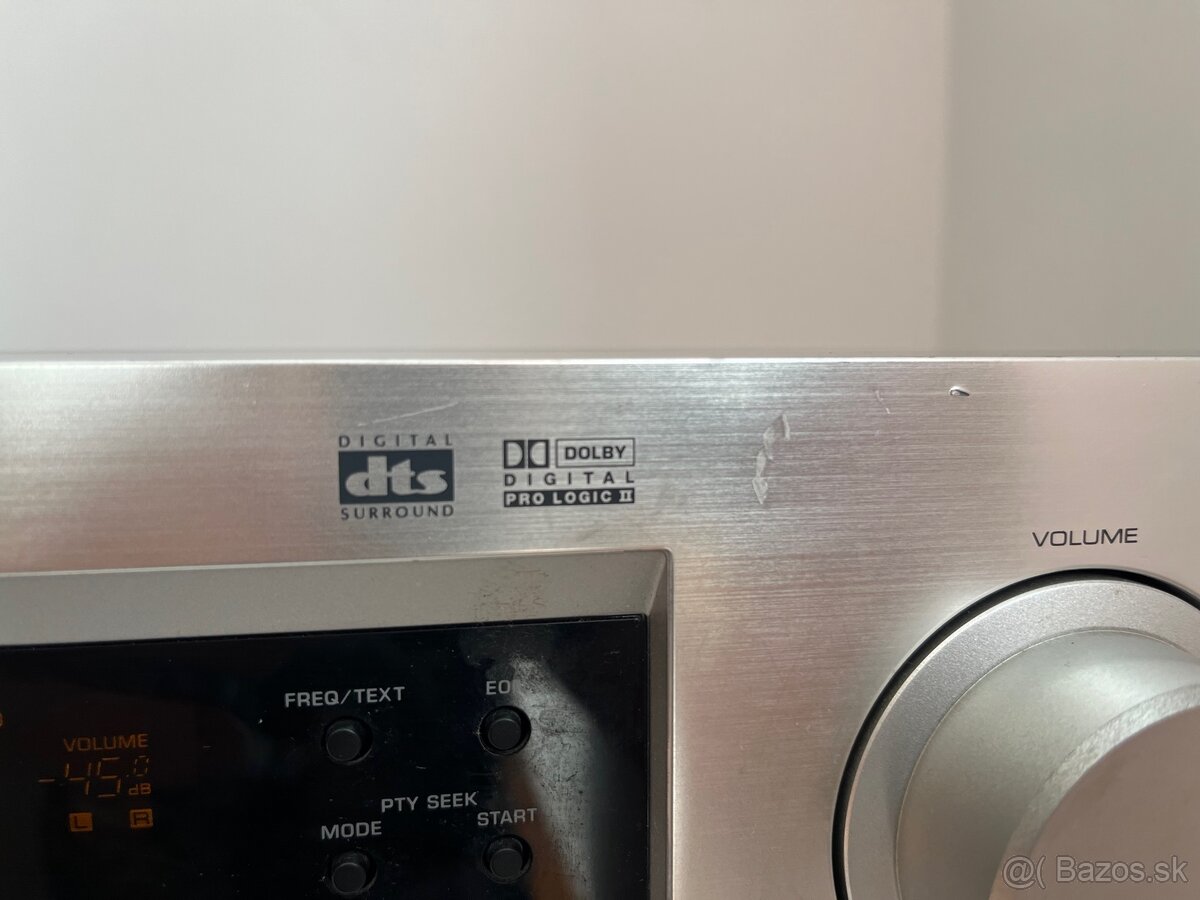 DIGITAL
dts
SURROUND
DOLBY
DIGITAL
PRO LOGIC II
VOLUME
FREQ/TEXT
VOLUME
-45.0
dB
L R
PTY SEEK
MODE
START
@( Bazos.sk